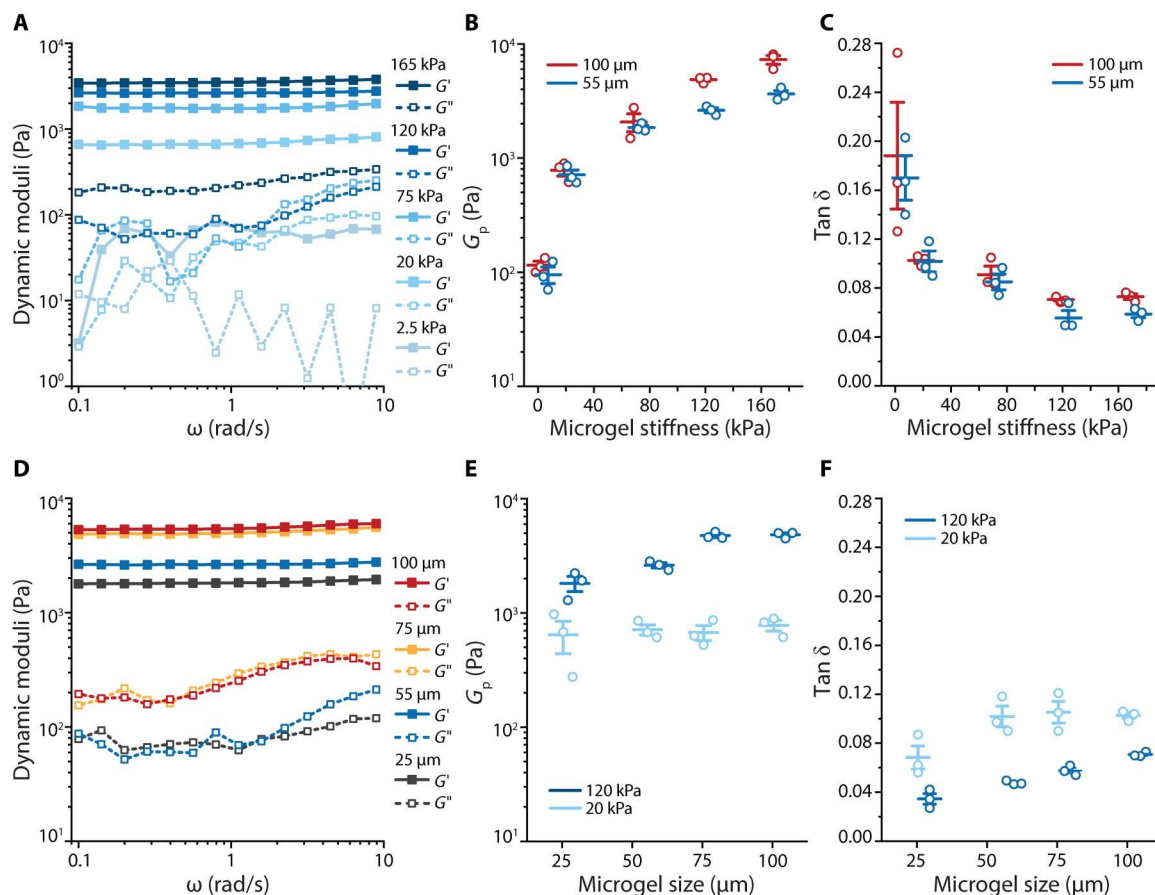 A
Dynamic moduli (Pa)
10⁴
10³
10²
10¹
10⁰
0.1
1
10
ω (rad/s)
165 kPa
G'
G"
120 kPa
G'
G"
75 kPa
G'
G"
20 kPa
G'
G"
2.5 kPa
G'
G"
B
Gₚ (Pa)
10⁴
10³
10²
10¹
100 µm
55 µm
0 40 80 120 160
Microgel stiffness (kPa)
C
Tan δ
0.28
0.24
0.20
0.16
0.12
0.08
0.04
0.00
100 µm
55 µm
0 40 80 120 160
Microgel stiffness (kPa)
D
Dynamic moduli (Pa)
10⁴
10³
10²
10¹
0.1
1
10
ω (rad/s)
100 µm
G'
G"
75 µm
G'
G"
55 µm
G'
G"
25 µm
G'
G"
E
Gₚ (Pa)
10⁴
10³
10²
10¹
120 kPa
20 kPa
25 50 75 100
Microgel size (µm)
F
Tan δ
0.28
0.24
0.20
0.16
0.12
0.08
0.04
0.00
120 kPa
20 kPa
25 50 75 100
Microgel size (µm)